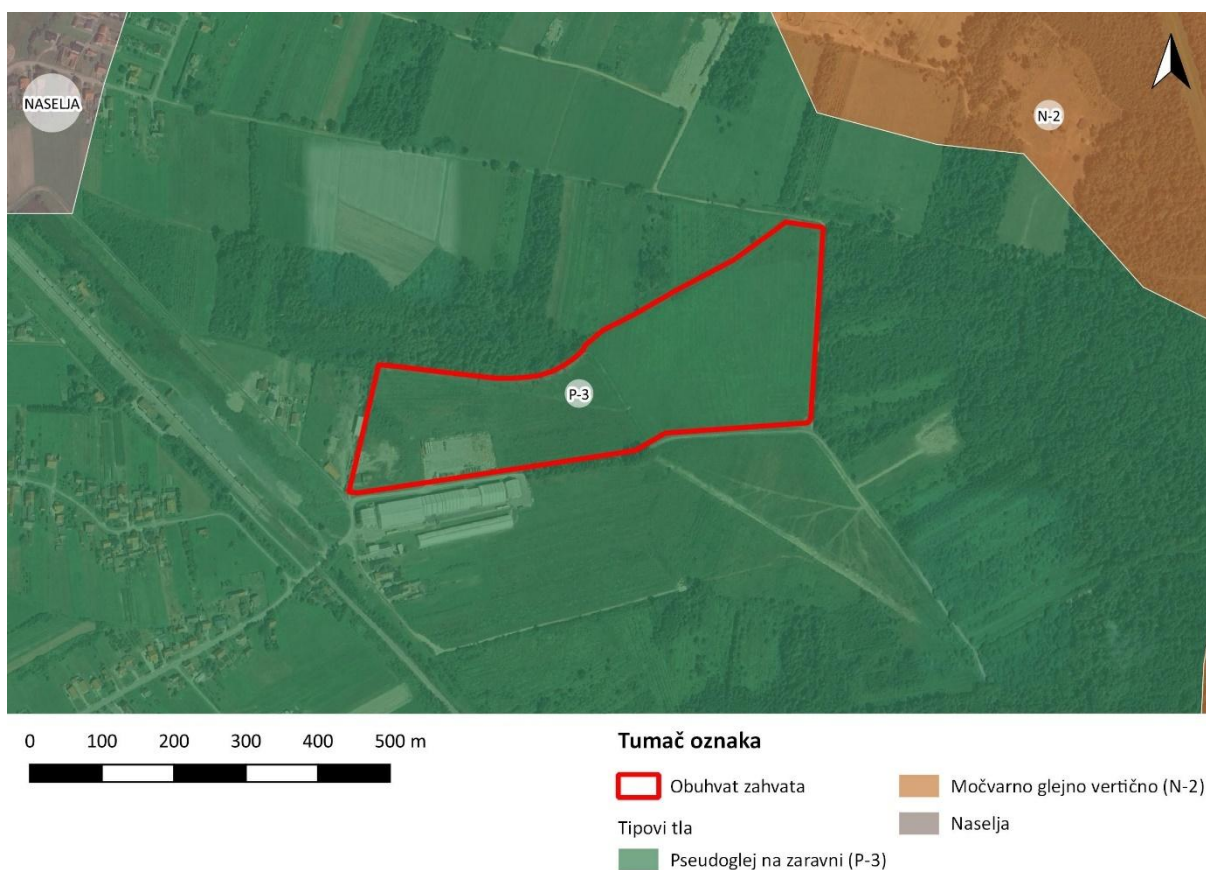 NASELJA
N-2
P-3
0 100 200 300 400 500 m
Tumač oznaka
Obuhvat zahvata
Močvarno glejno vertično (N-2)
Tipovi tla
Naselja
Pseudoglej na zaravni (P-3)